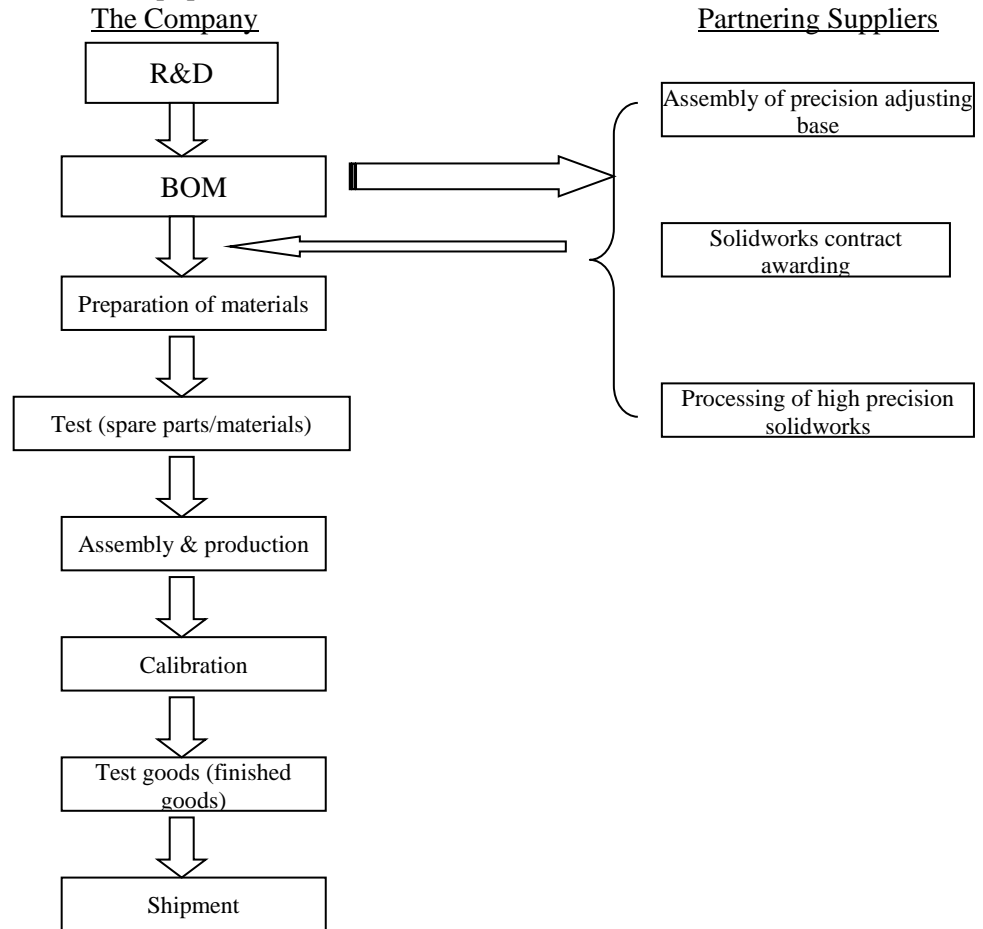 The Company
Partnering Suppliers
R&D
BOM
Preparation of materials
Test (spare parts/materials)
Assembly & production
Calibration
Test goods (finished
goods)
Shipment
Assembly of precision adjusting
base
Solidworks contract
awarding
Processing of high precision
solidworks